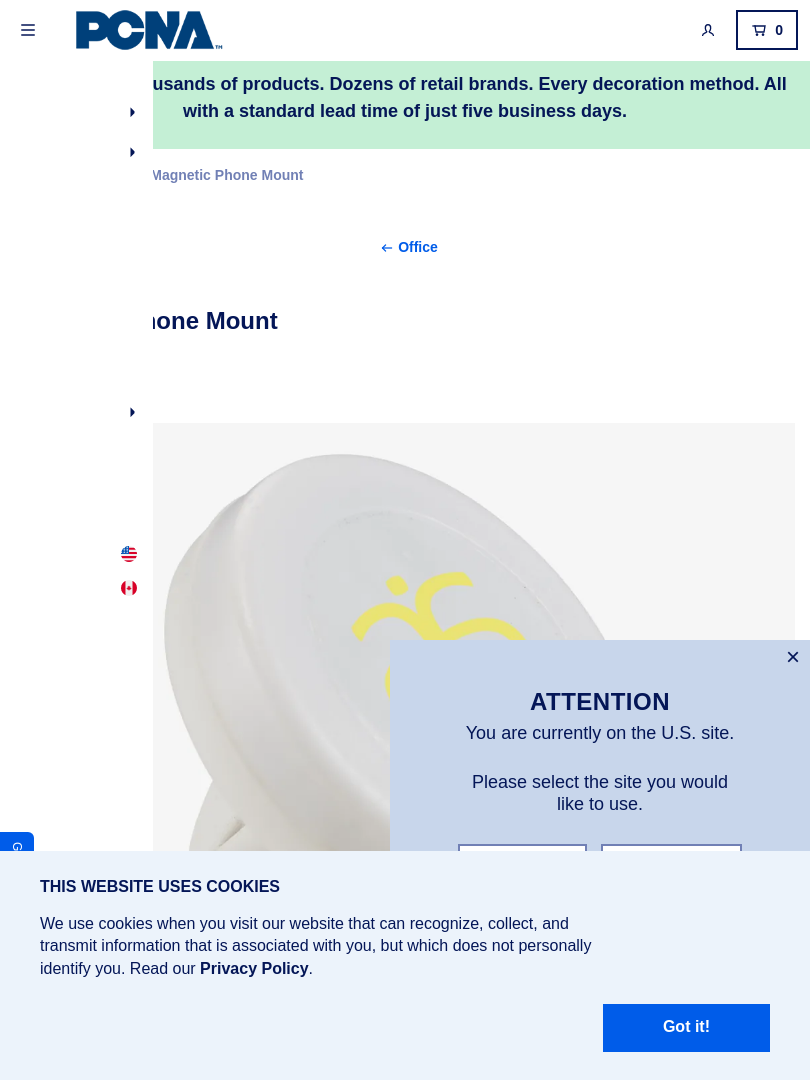 PCNA™
0
usands of products. Dozens of retail brands. Every decoration method. All
with a standard lead time of just five business days.
Magnetic Phone Mount
Office
one Mount
ATTENTION
You are currently on the U.S. site.
Please select the site you would
like to use.
G
THIS WEBSITE USES COOKIES
We use cookies when you visit our website that can recognize, collect, and
transmit information that is associated with you, but which does not personally
identify you. Read our Privacy Policy.
Got it!